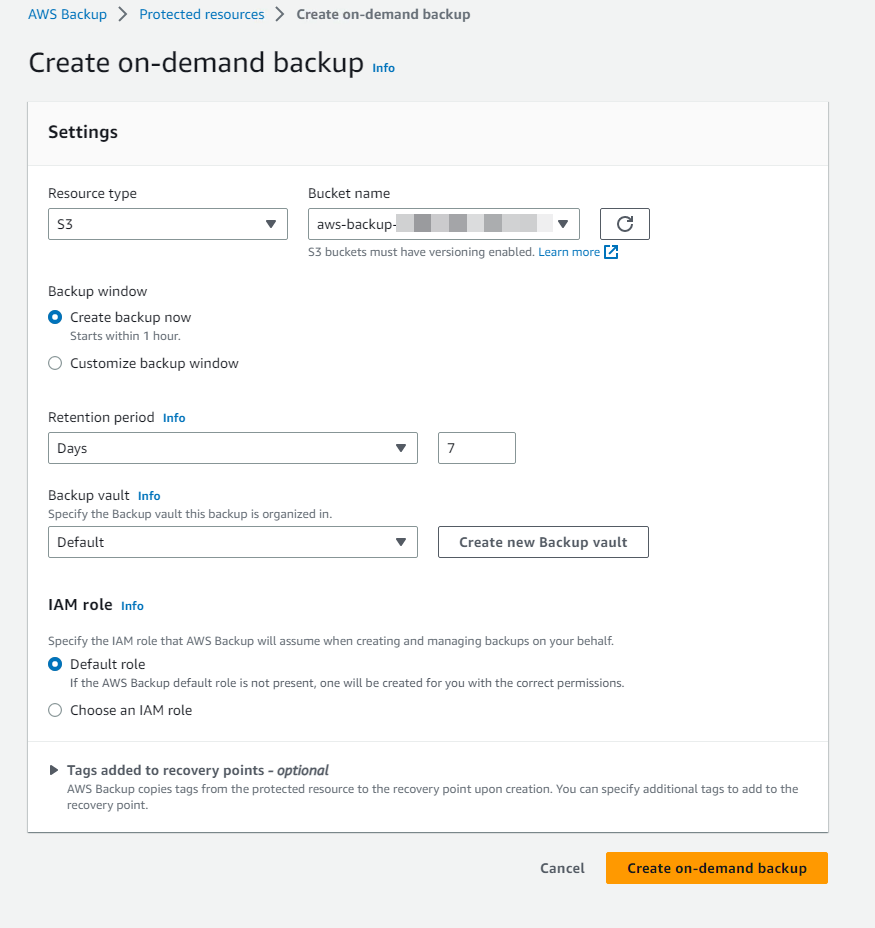 AWS Backup > Protected resources > Create on-demand backup
Create on-demand backup Info
Settings
Resource type Bucket name
S3 aws-backup-
S3 buckets must have versioning enabled. Learn more
Backup window
Create backup now
Starts within 1 hour.
Customize backup window
Retention period Info
Days 7
Backup vault Info
Specify the Backup vault this backup is organized in.
Default Create new Backup vault
IAM role Info
Specify the IAM role that AWS Backup will assume when creating and managing backups on your behalf.
Default role
If the AWS Backup default role is not present, one will be created for you with the correct permissions.
Choose an IAM role
Tags added to recovery points - optional
AWS Backup copies tags from the protected resource to the recovery point upon creation. You can specify additional tags to add to the
recovery point.
Cancel Create on-demand backup